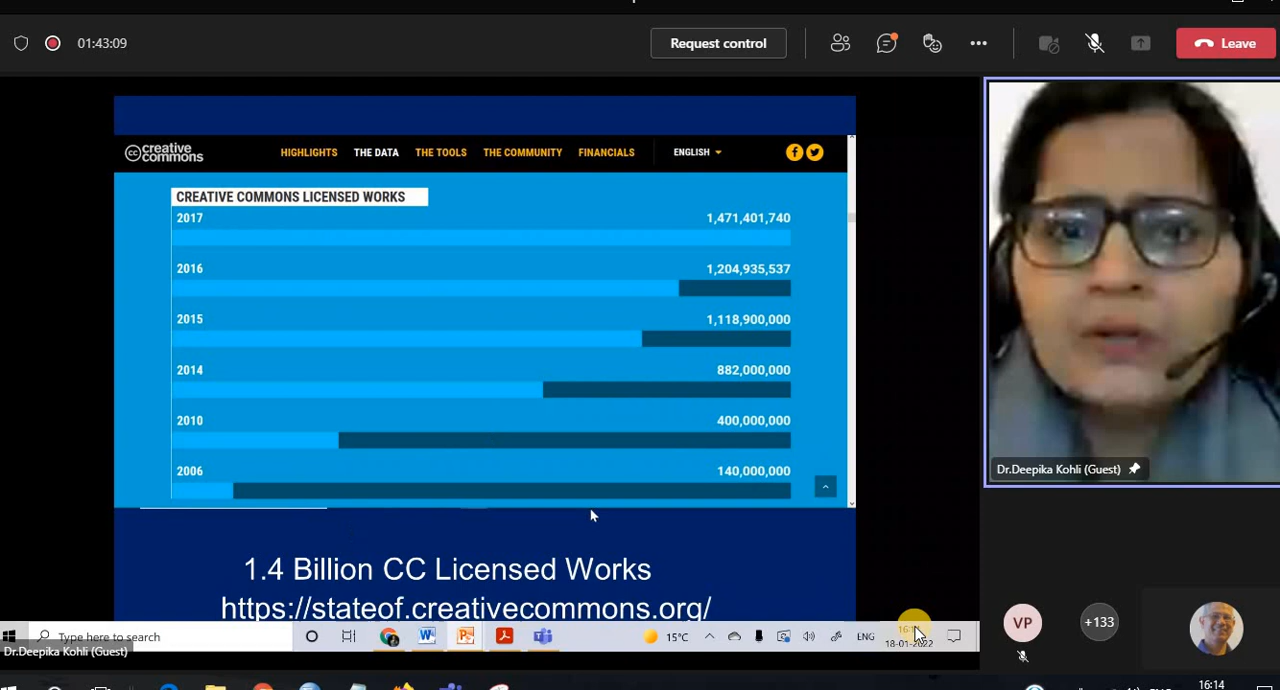 01:43:09
Request control
Leave
creative commons
HIGHLIGHTS THE DATA THE TOOLS THE COMMUNITY FINANCIALS ENGLISH
CREATIVE COMMONS LICENSED WORKS
2017 1,471,401,740
2016 1,204,935,537
2015 1,118,900,000
2014 882,000,000
2010 400,000,000
2006 140,000,000
Dr.Deepika Kohli (Guest)
1.4 Billion CC Licensed Works
https://stateof.creativecommons.org/
VP
+133
Type here to search
15°C
ENG
18-01-2022
Dr.Deepika Kohli (Guest)
16:14